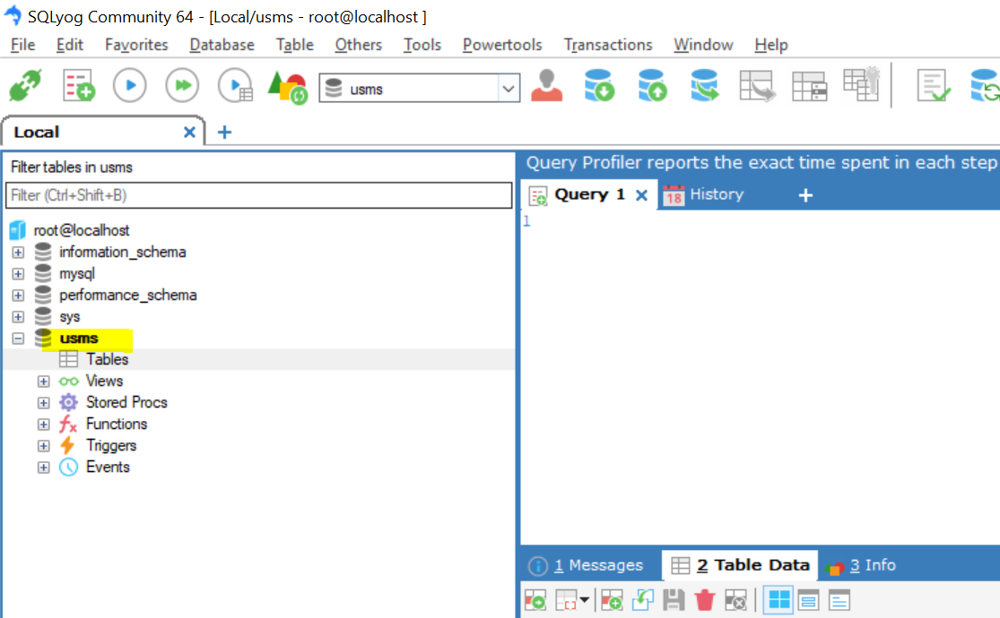 SQLyog Community 64 - [Local/usms - root@localhost ]
File Edit Favorites Database Table Others Tools Powertools Transactions Window Help
usms
Local
Filter tables in usms
Filter (Ctrl+Shift+B)
root@localhost
information_schema
mysql
performance_schema
sys
usms
Tables
Views
Stored Procs
Functions
Triggers
Events
Query Profiler reports the exact time spent in each step
Query 1 18 History
1
1 Messages 2 Table Data 3 Info